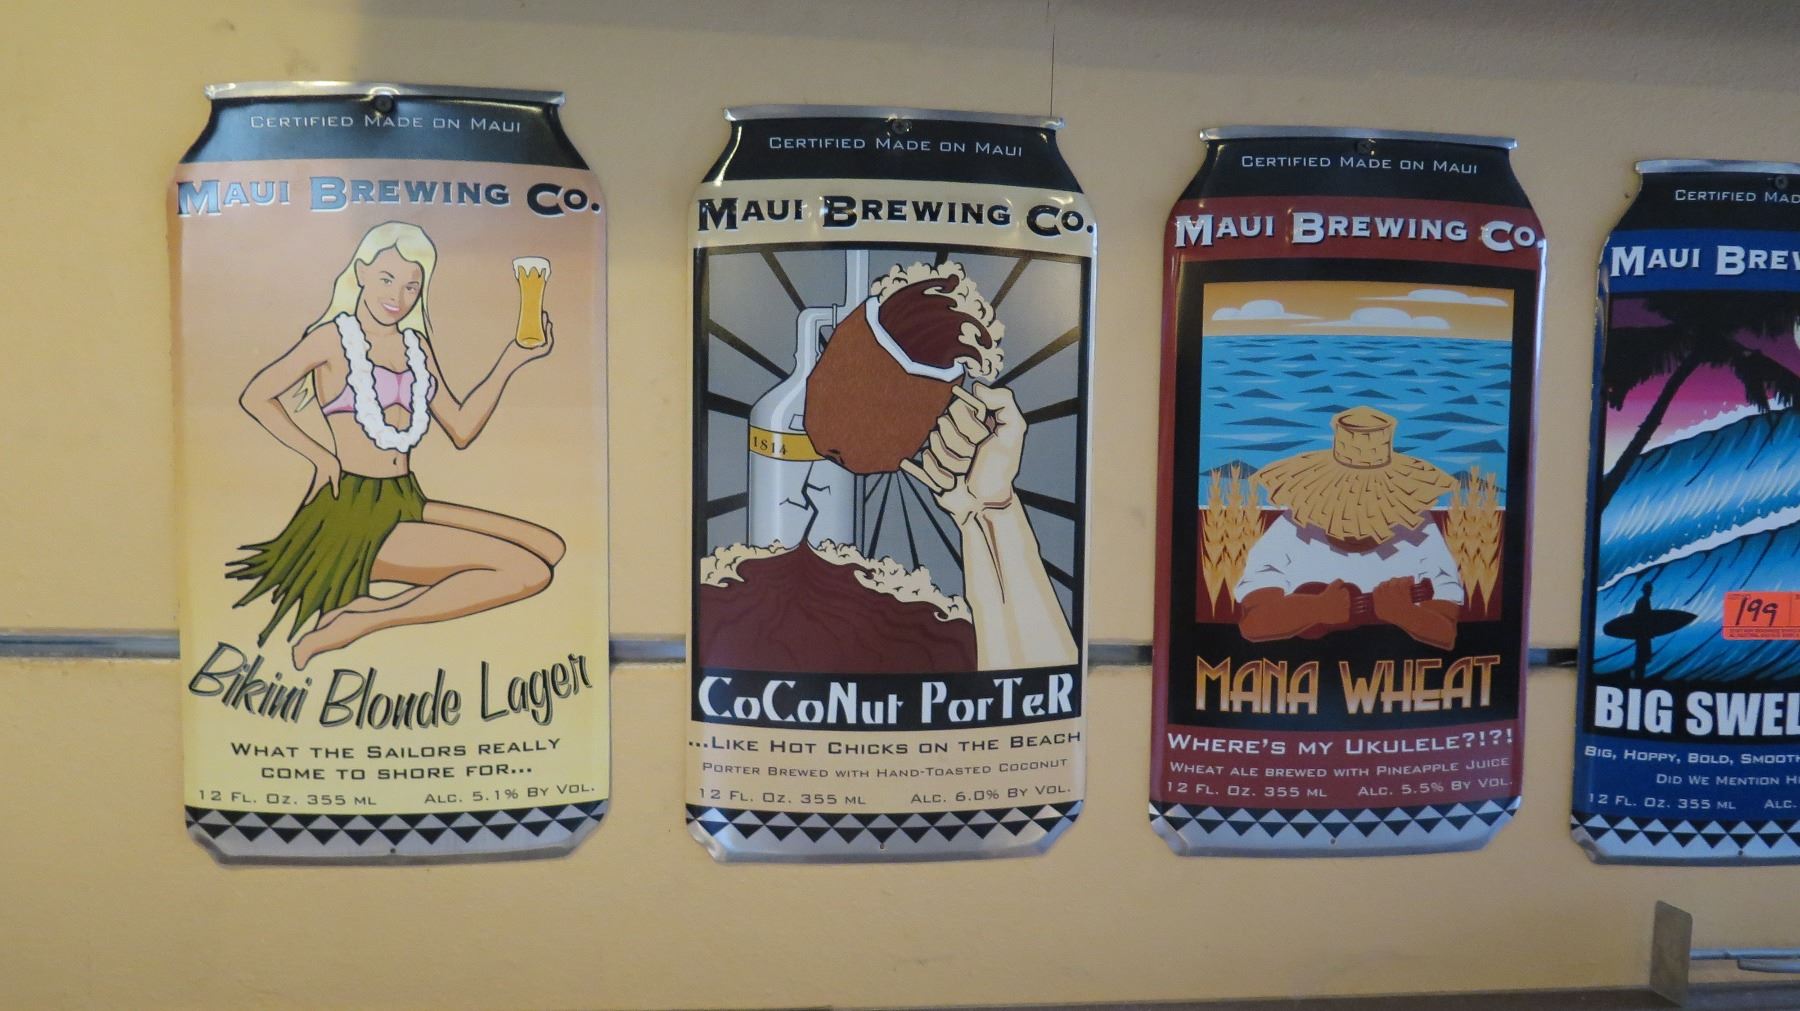 CERTIFIED MADE ON MAUI
MAUI BREWING CO.
Bikini Blonde Lager
WHAT THE SAILORS REALLY
COME TO SHORE FOR...
12 FL. OZ. 355 ML ALC. 5.1% BY VOL.
CERTIFIED MADE ON MAUI
MAUI BREWING CO.
1814
CoCoNut PorTeR
...LIKE HOT CHICKS ON THE BEACH
PORTER BREWED WITH HAND-TOASTED COCONUT
12 FL. OZ. 355 ML ALC. 6.0% BY VOL.
CERTIFIED MADE ON MAUI
MAUI BREWING CO.
MANA WHEAT
WHERE'S MY UKULELE?!?!
WHEAT ALE BREWED WITH PINEAPPLE JUICE
12 FL. OZ. 355 ML ALC. 5.5% BY VOL.
CERTIFIED MAD
MAUI BREW
199
BIG SWEL
BIG, HOPPY, BOLD, SMOOTH
DID WE MENTION H
12 FL. OZ. 355 ML ALC.